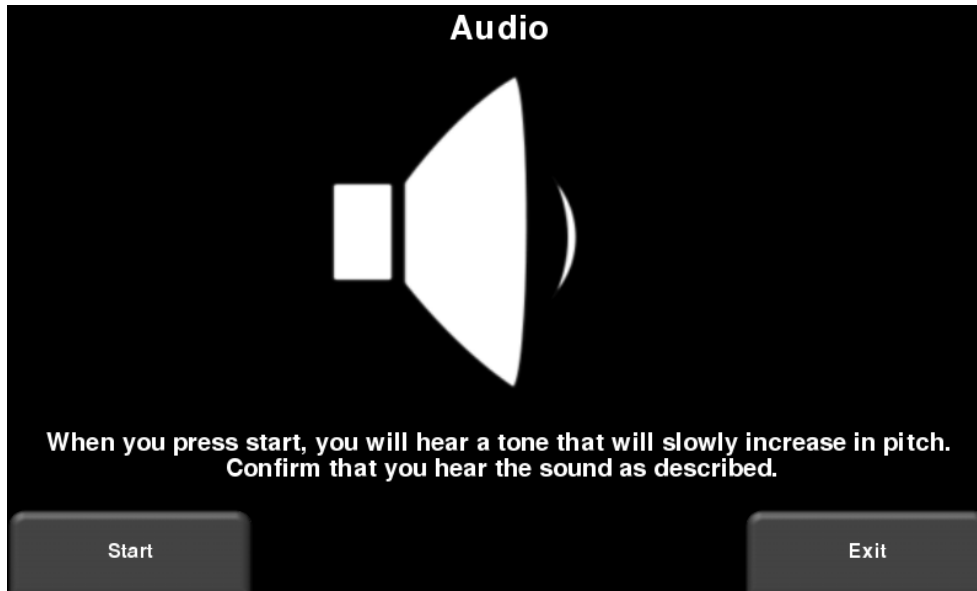 Audio
When you press start, you will hear a tone that will slowly increase in pitch.
Confirm that you hear the sound as described.
Start
Exit